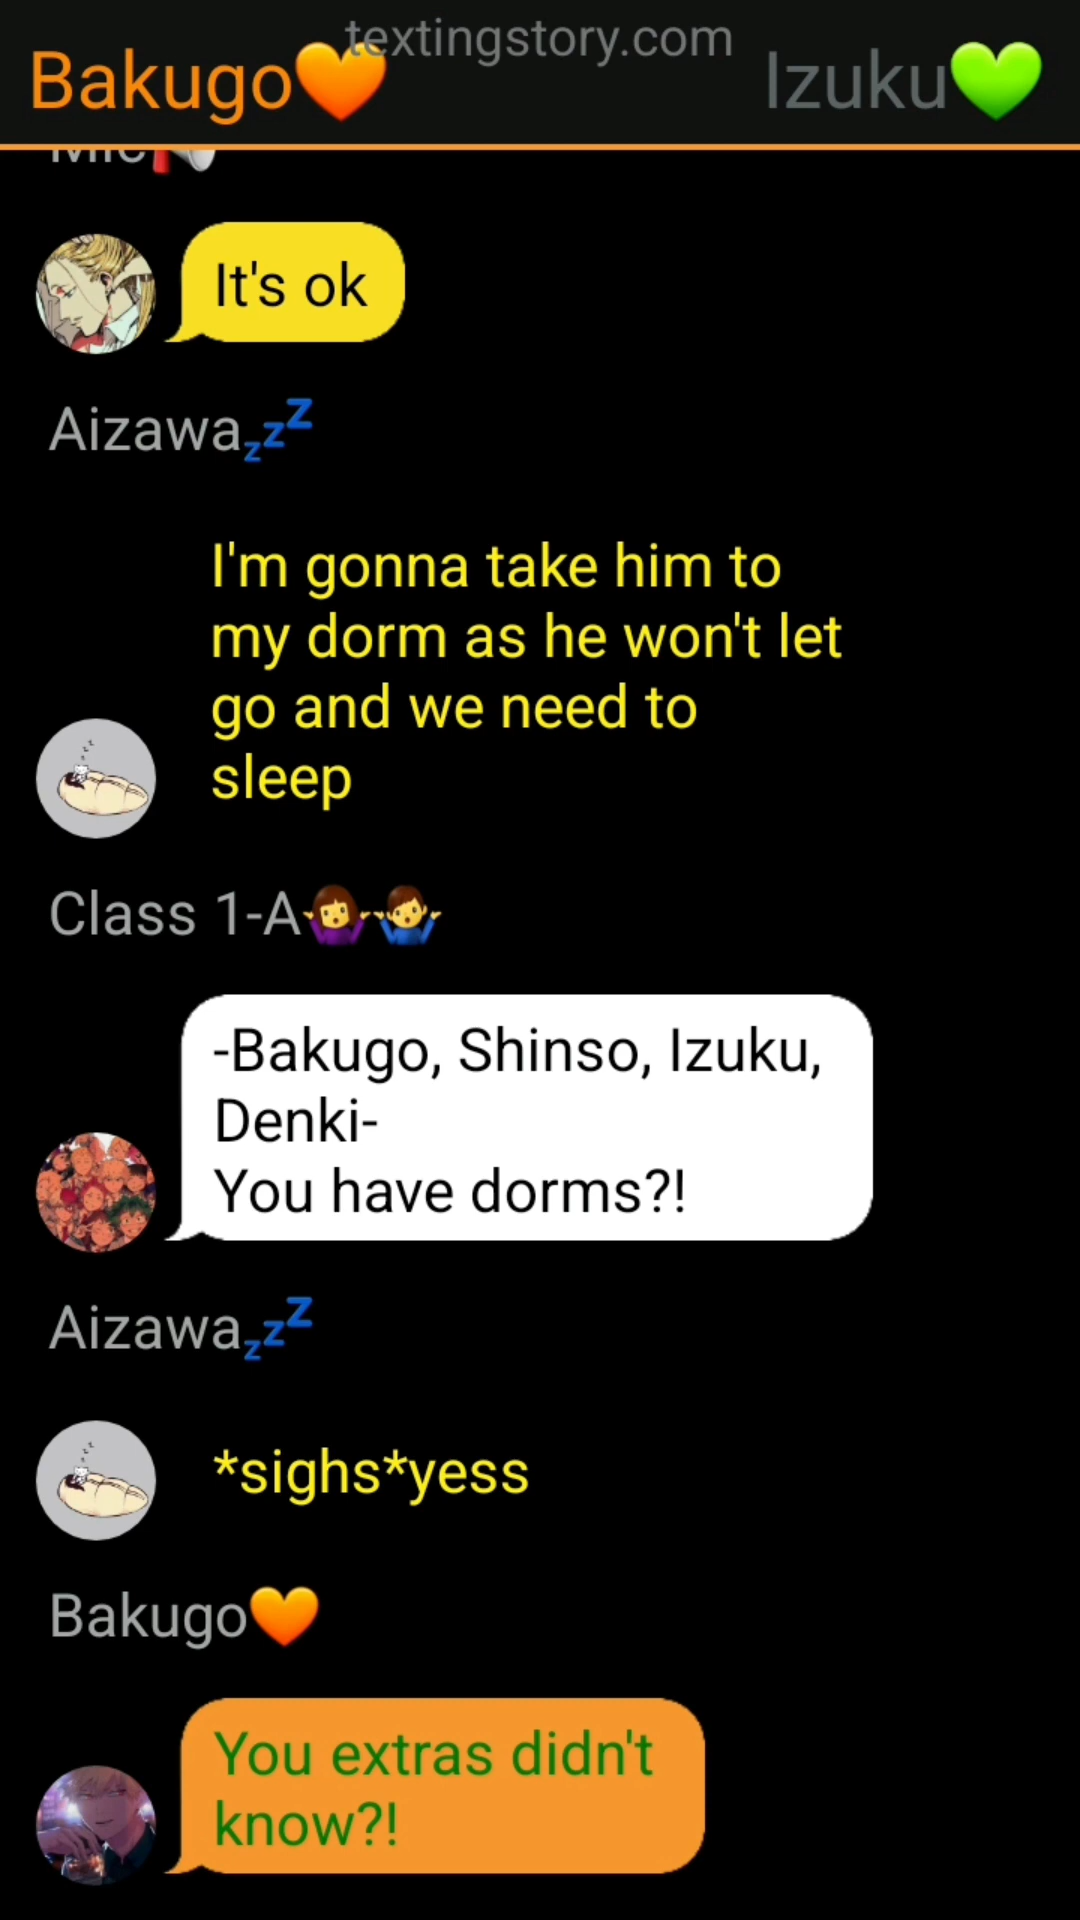 textingstory.com
Bakugo🧡 Izuku💚
Mic📢
It's ok
Aizawa💤
I'm gonna take him to
my dorm as he won't let
go and we need to
sleep
Class 1-A🤷‍♀️🤷‍♂️
-Bakugo, Shinso, Izuku,
Denki-
You have dorms?!
Aizawa💤
*sighs*yess
Bakugo🧡
You extras didn't
know?!